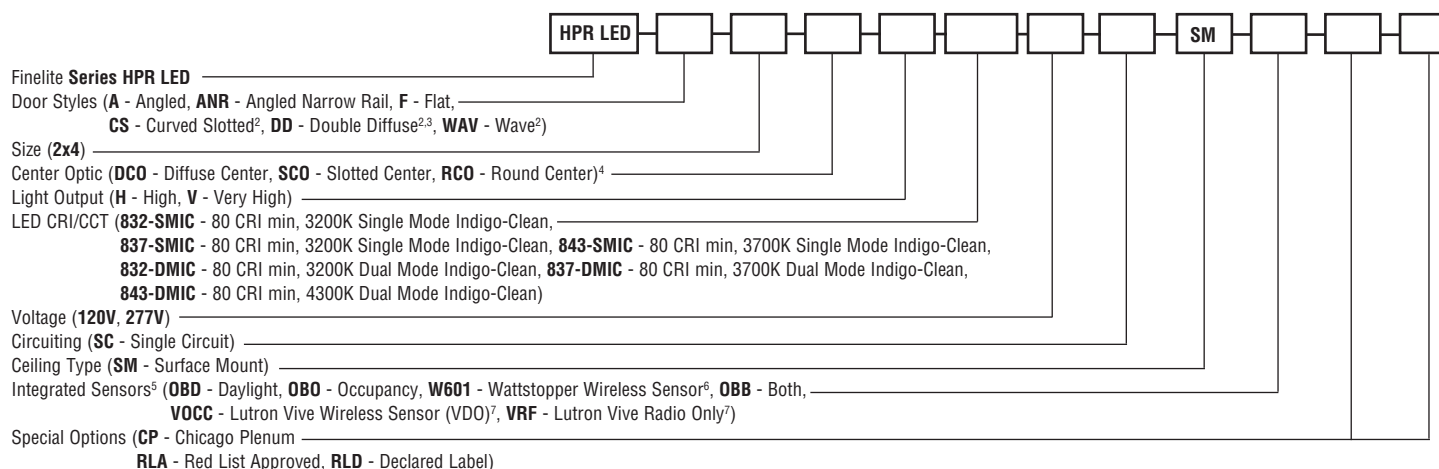 HPR LED SM
Finelite Series HPR LED
Door Styles (A - Angled, ANR - Angled Narrow Rail, F - Flat,
CS - Curved Slotted², DD - Double Diffuse²,³, WAV - Wave²)
Size (2x4)
Center Optic (DCO - Diffuse Center, SCO - Slotted Center, RCO - Round Center)⁴
Light Output (H - High, V - Very High)
LED CRI/CCT (832-SMIC - 80 CRI min, 3200K Single Mode Indigo-Clean,
837-SMIC - 80 CRI min, 3200K Single Mode Indigo-Clean, 843-SMIC - 80 CRI min, 3700K Single Mode Indigo-Clean,
832-DMIC - 80 CRI min, 3200K Dual Mode Indigo-Clean, 837-DMIC - 80 CRI min, 3700K Dual Mode Indigo-Clean,
843-DMIC - 80 CRI min, 4300K Dual Mode Indigo-Clean)
Voltage (120V, 277V)
Circuiting (SC - Single Circuit)
Ceiling Type (SM - Surface Mount)
Integrated Sensors⁵ (OBD - Daylight, OBO - Occupancy, W601 - Wattstopper Wireless Sensor⁶, OBB - Both,
VOCC - Lutron Vive Wireless Sensor (VDO)⁷, VRF - Lutron Vive Radio Only⁷)
Special Options (CP - Chicago Plenum
RLA - Red List Approved, RLD - Declared Label)